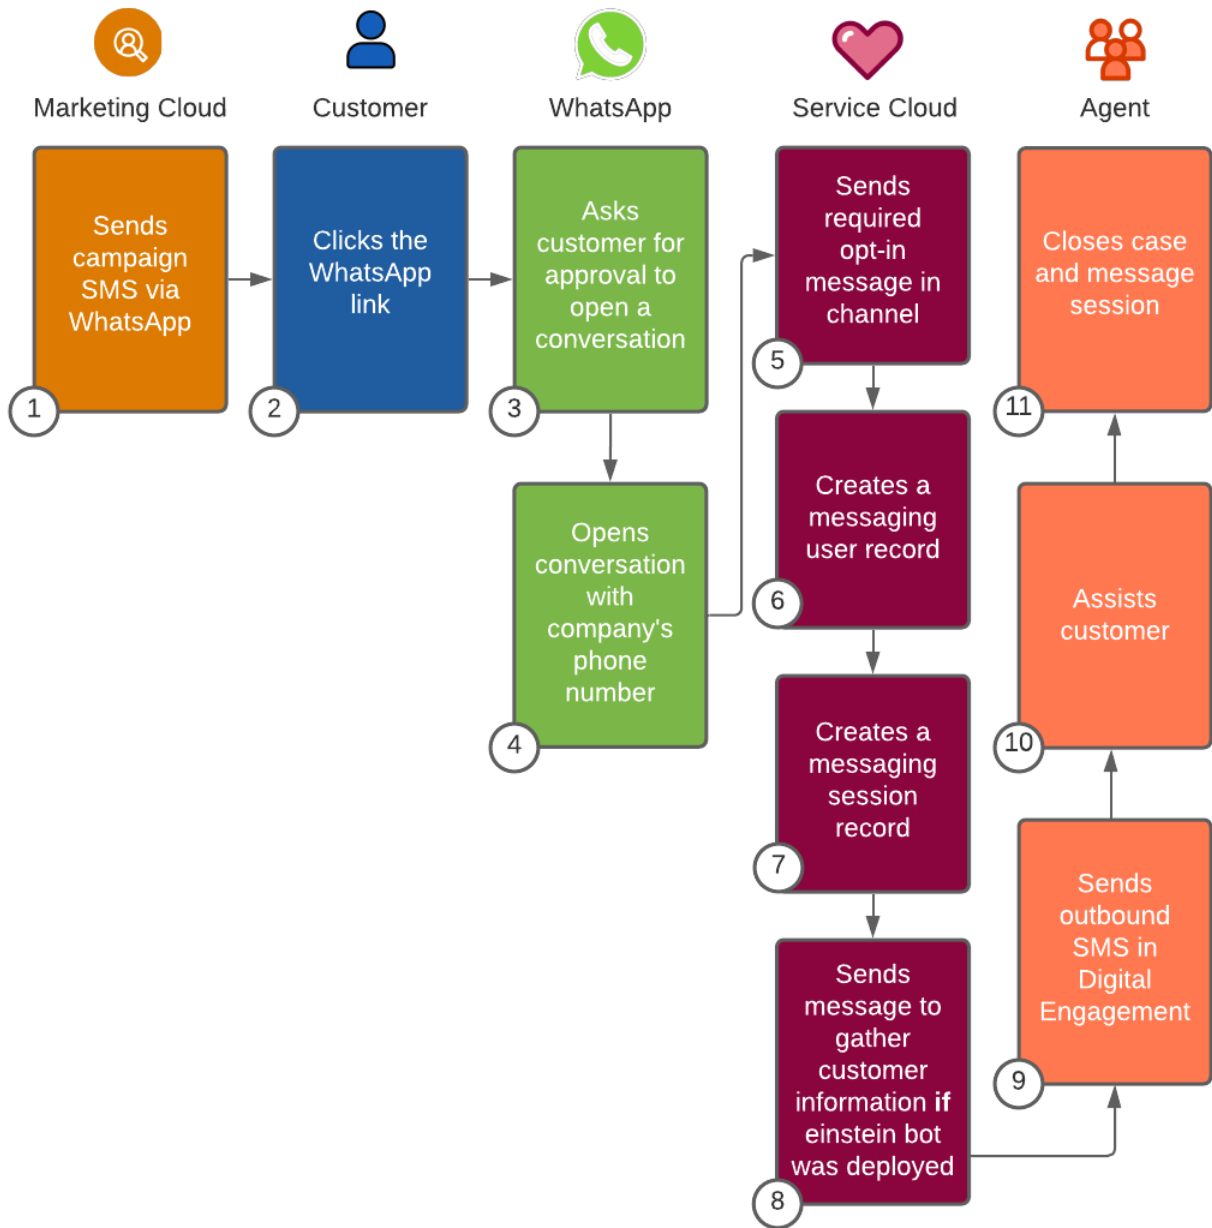 Marketing Cloud
Customer
WhatsApp
Service Cloud
Agent
Sends
campaign
SMS via
WhatsApp
1
Clicks the
WhatsApp
link
2
Asks
customer for
approval to
open a
conversation
3
Opens
conversation
with
company's
phone
number
4
Sends
required
opt-in
message in
channel
5
Creates a
messaging
user record
6
Creates a
messaging
session
record
7
Sends
message to
gather
customer
information if
einstein bot
was deployed
8
Sends
outbound
SMS in
Digital
Engagement
9
Assists
customer
10
Closes case
and message
session
11